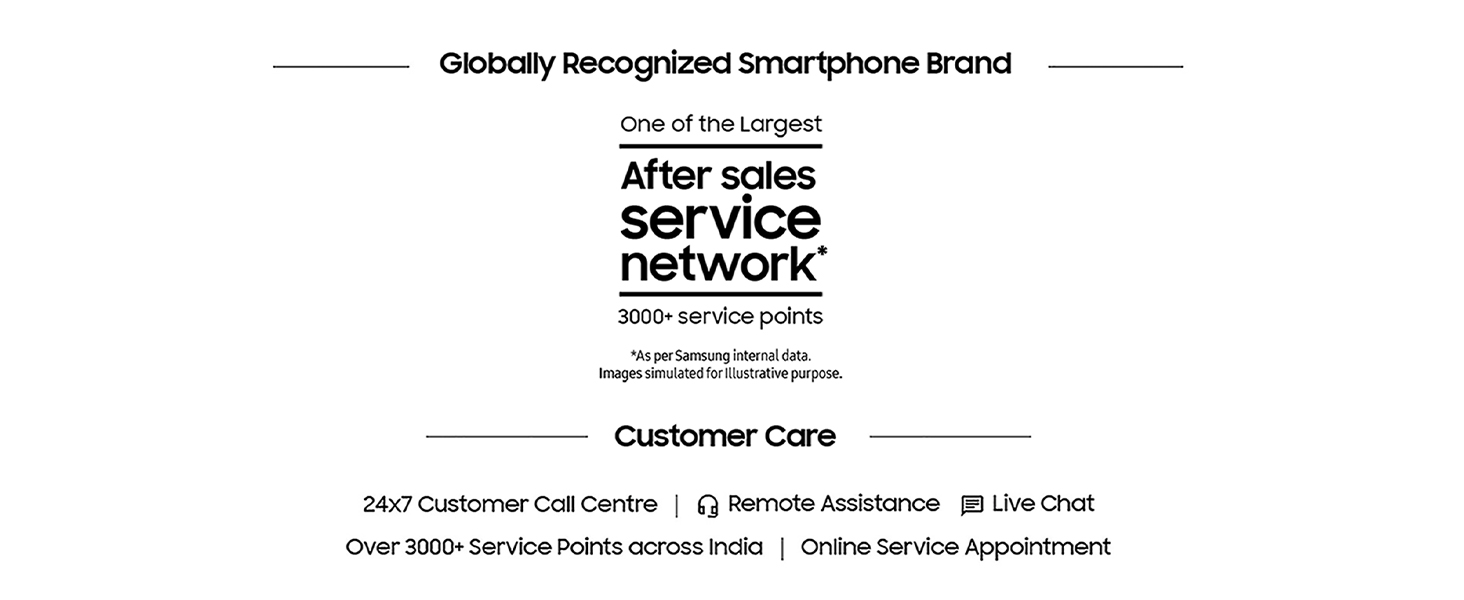 Globally Recognized Smartphone Brand
One of the Largest
After sales
service
network*
3000+ service points
*As per Samsung internal data.
Images simulated for Illustrative purpose.
Customer Care
24x7 Customer Call Centre | Remote Assistance Live Chat
Over 3000+ Service Points across India | Online Service Appointment